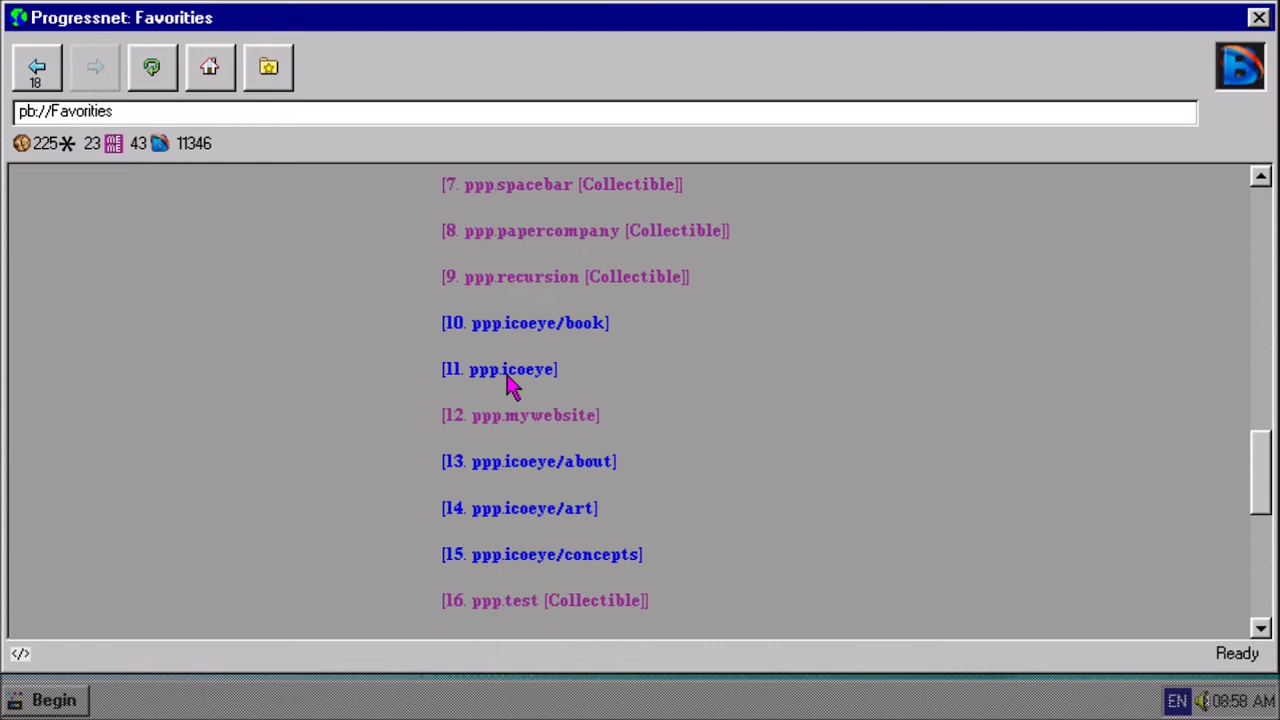 Progressnet: Favorities
18
pb://Favorities
225 23 MEME 43 11346
[7. ppp.spacebar [Collectible]]
[8. ppp.papercompany [Collectible]]
[9. ppp.recursion [Collectible]]
[10. ppp.icoeye/book]
[11. ppp.icoeye]
[12. ppp.mywebsite]
[13. ppp.icoeye/about]
[14. ppp.icoeye/art]
[15. ppp.icoeye/concepts]
[16. ppp.test [Collectible]]
</> Ready
Begin EN 08:58 AM